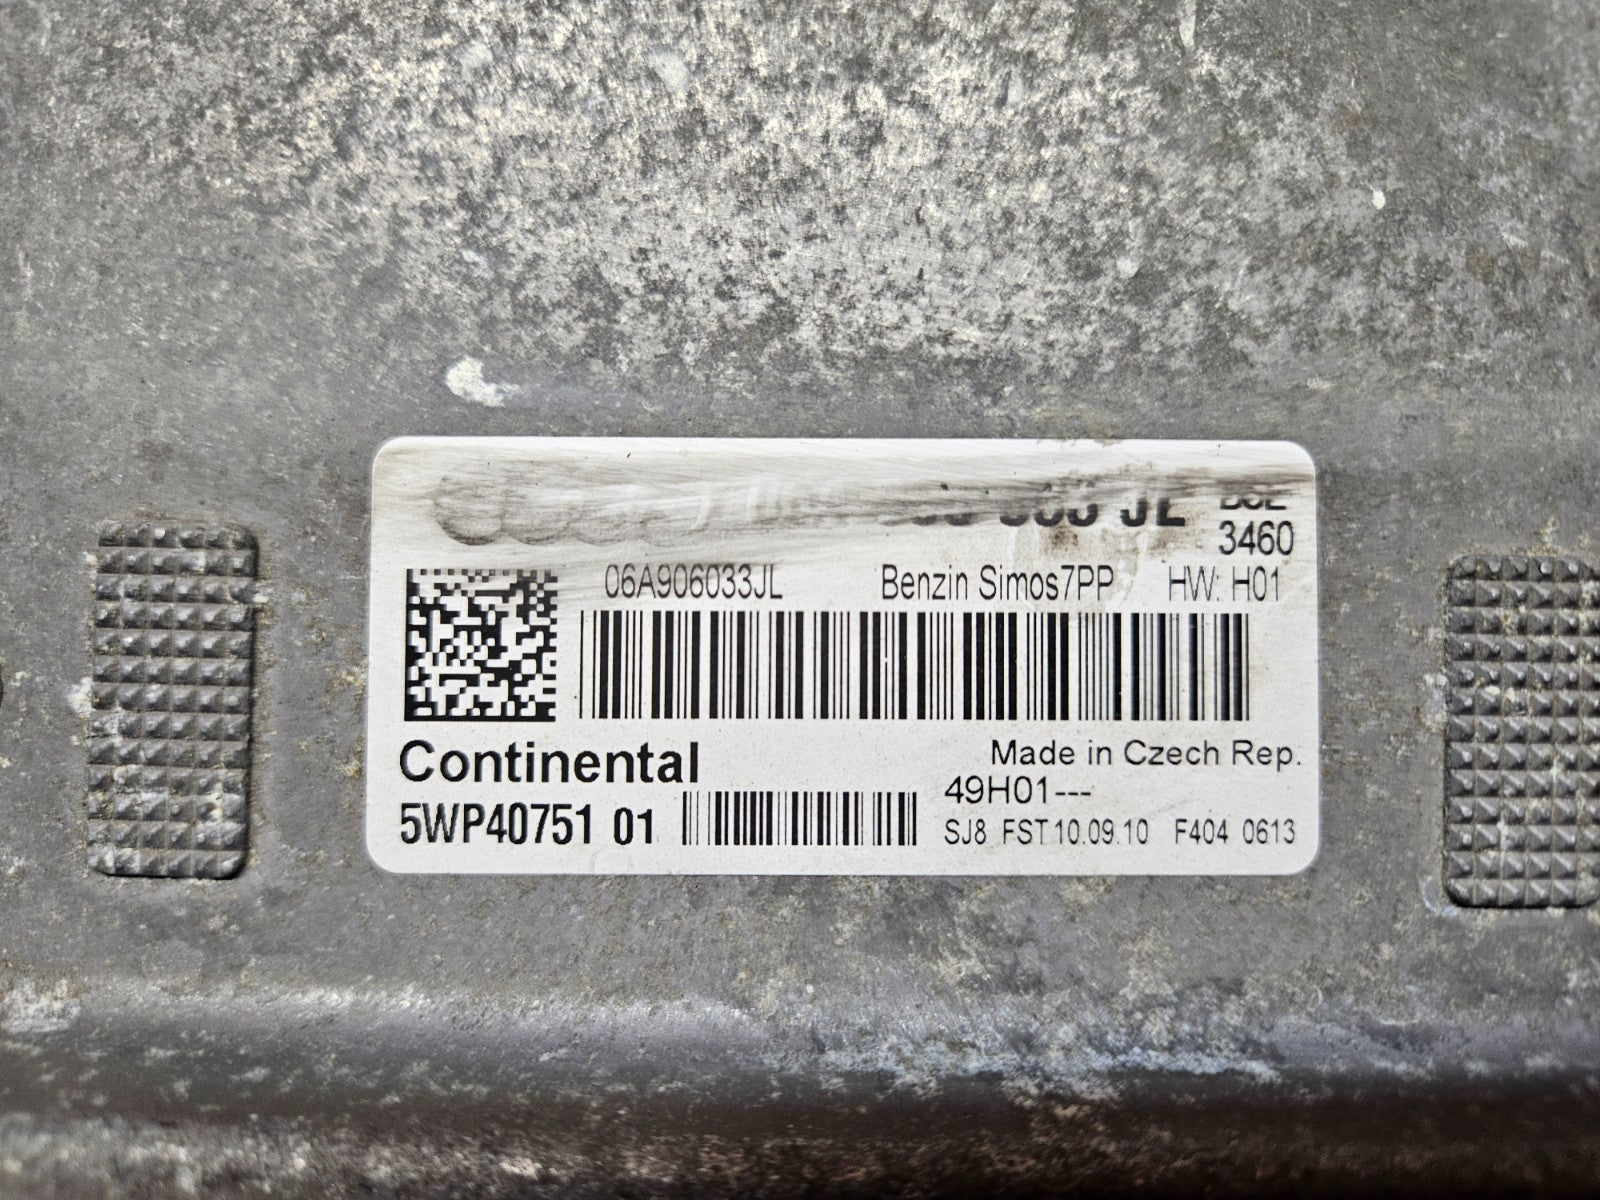 JL
3460
06A906033JL Benzin Simos7PP HW: H01
Continental Made in Czech Rep.
49H01---
5WP40751 01 SJ8 FST 10.09.10 F404 0613